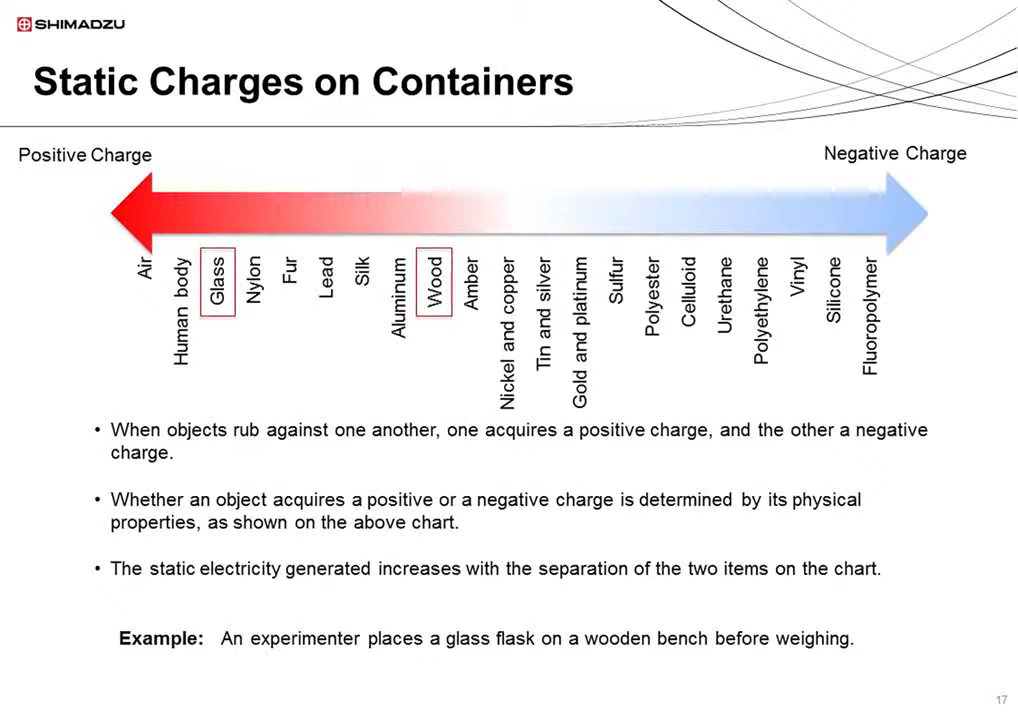 SHIMADZU
Static Charges on Containers
Positive Charge
Negative Charge
Air
Human body
Glass
Nylon
Fur
Lead
Silk
Aluminum
Wood
Amber
Nickel and copper
Tin and silver
Gold and platinum
Sulfur
Polyester
Celluloid
Urethane
Polyethylene
Vinyl
Silicone
Fluoropolymer
• When objects rub against one another, one acquires a positive charge, and the other a negative
charge.
• Whether an object acquires a positive or a negative charge is determined by its physical
properties, as shown on the above chart.
• The static electricity generated increases with the separation of the two items on the chart.
Example: An experimenter places a glass flask on a wooden bench before weighing.
17